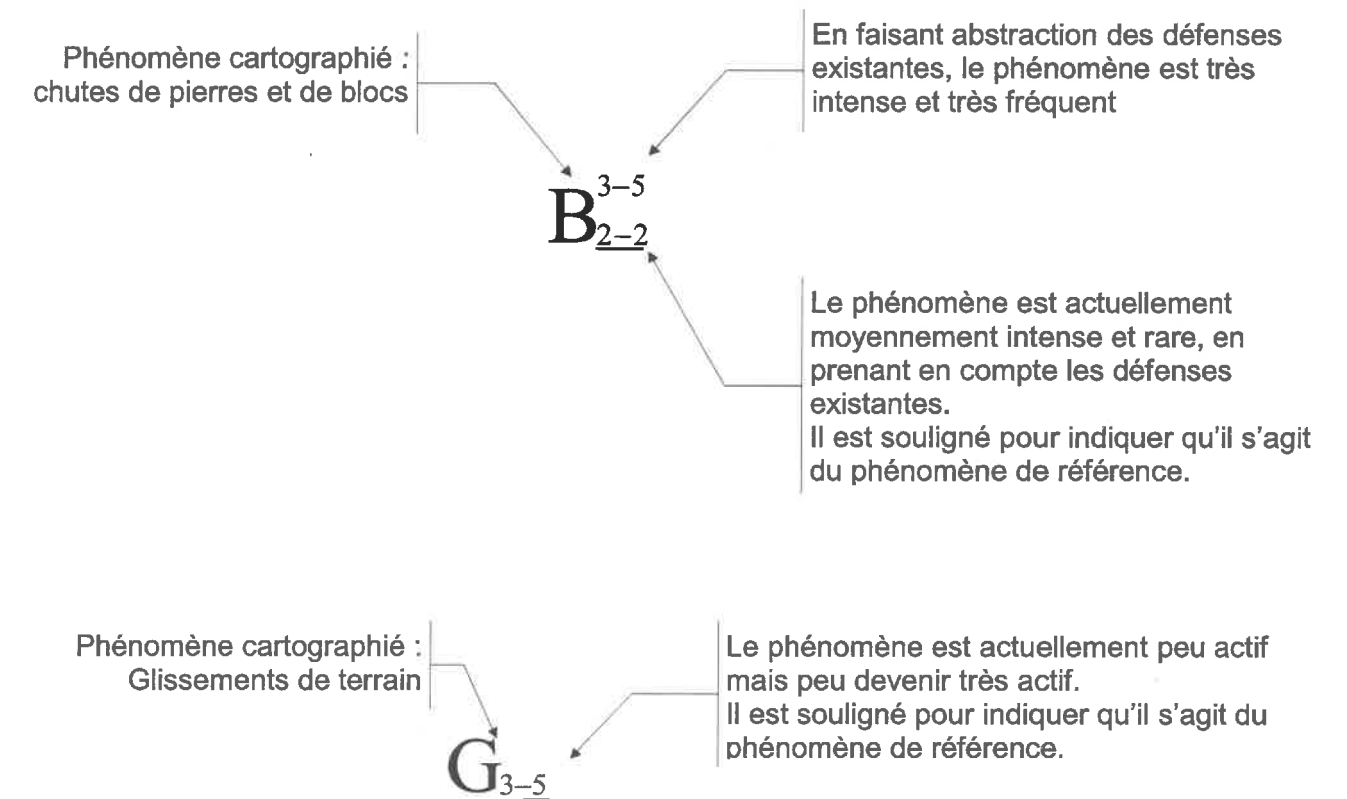 Phénomène cartographié :
chutes de pierres et de blocs
En faisant abstraction des défenses
existantes, le phénomène est très
intense et très fréquent
B 3–5
2–2
Le phénomène est actuellement
moyennement intense et rare, en
prenant en compte les défenses
existantes.
Il est souligné pour indiquer qu'il s'agit
du phénomène de référence.
Phénomène cartographié :
Glissements de terrain
Le phénomène est actuellement peu actif
mais peu devenir très actif.
Il est souligné pour indiquer qu'il s'agit du
phénomène de référence.
G3–5